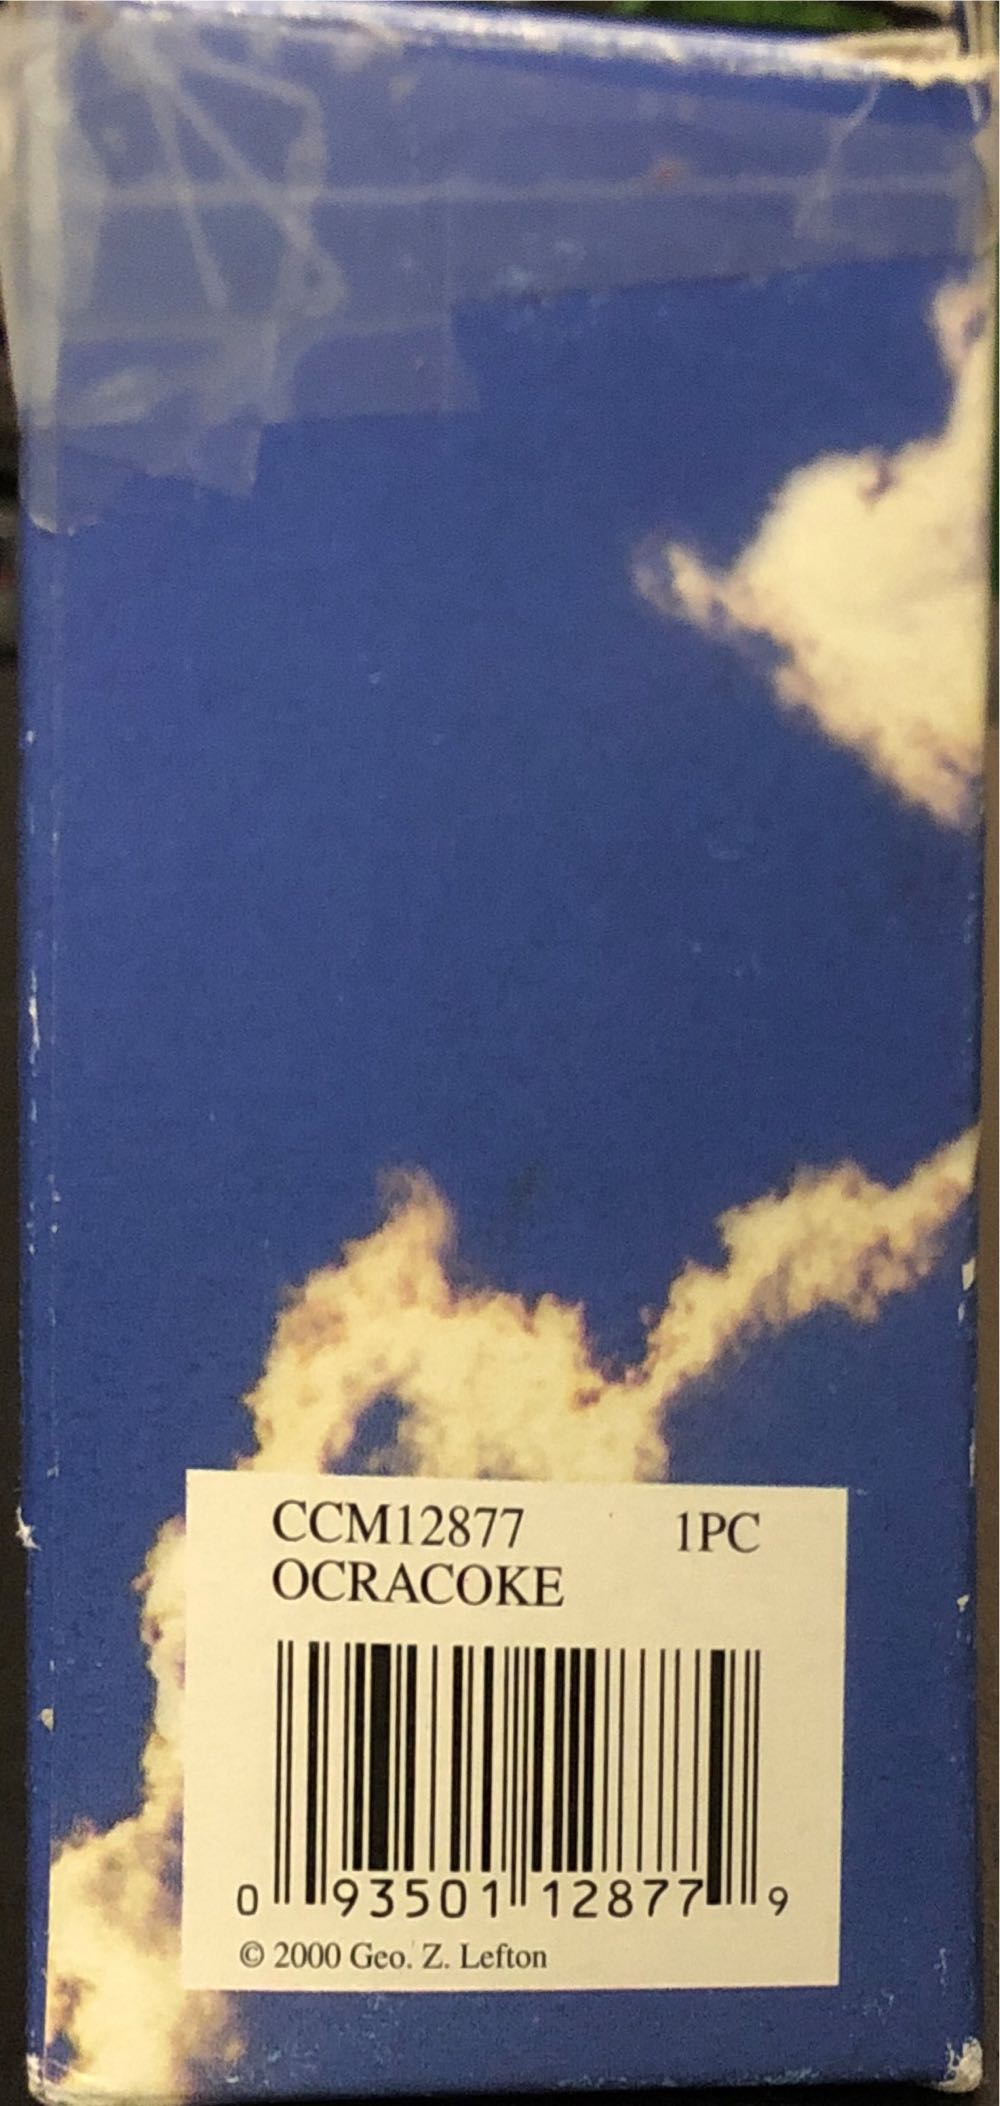 CCM12877 1PC
OCRACOKE
0 93501 12877 9
© 2000 Geo. Z. Lefton